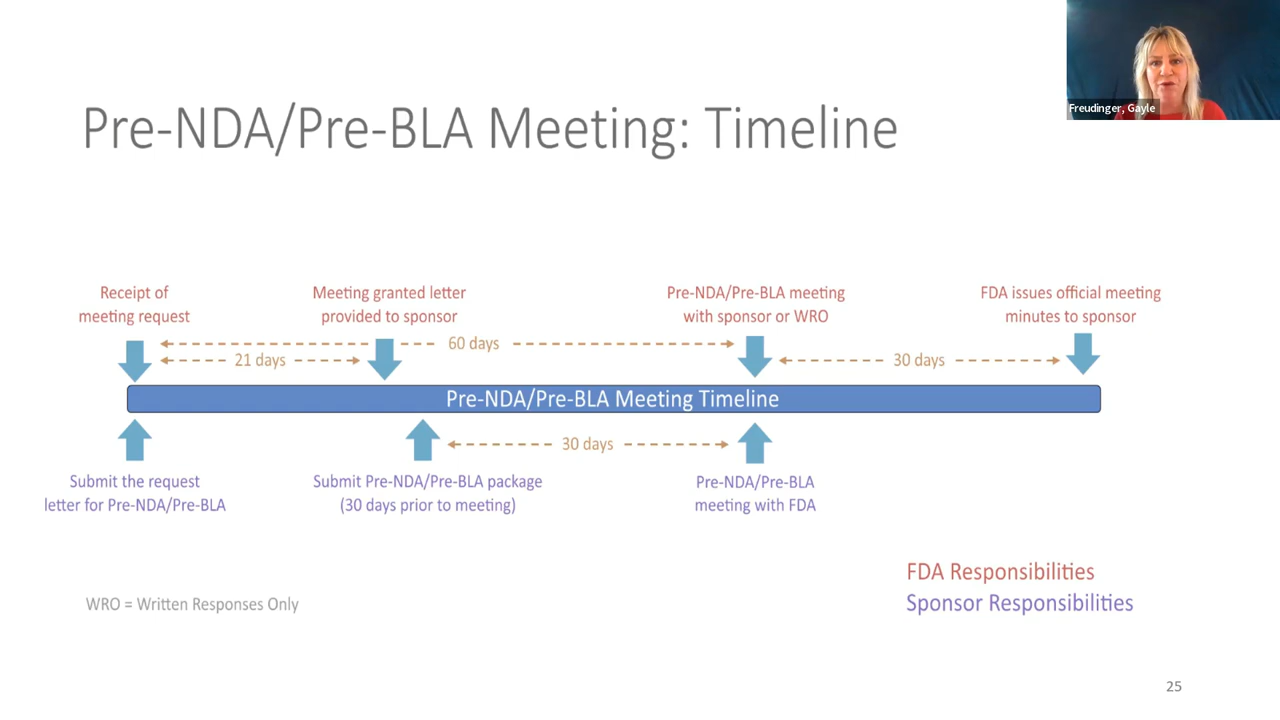 Freudinger, Gayle
Pre-NDA/Pre-BLA Meeting: Timeline
Receipt of
meeting request
Meeting granted letter
provided to sponsor
Pre-NDA/Pre-BLA meeting
with sponsor or WRO
FDA issues official meeting
minutes to sponsor
60 days
21 days
30 days
Pre-NDA/Pre-BLA Meeting Timeline
30 days
Submit the request
letter for Pre-NDA/Pre-BLA
Submit Pre-NDA/Pre-BLA package
(30 days prior to meeting)
Pre-NDA/Pre-BLA
meeting with FDA
FDA Responsibilities
Sponsor Responsibilities
WRO = Written Responses Only
25